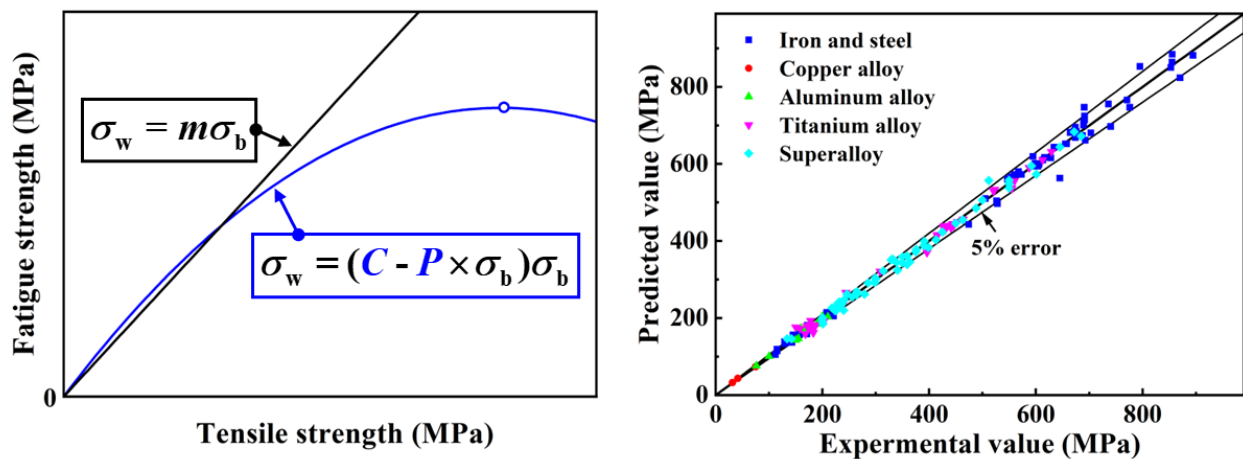 Fatigue strength (MPa)
σw = mσb
σw = (C - P × σb)σb
0
Tensile strength (MPa)
Predicted value (MPa)
800
600
400
200
0
Iron and steel
Copper alloy
Aluminum alloy
Titanium alloy
Superalloy
5% error
0 200 400 600 800
Expermental value (MPa)